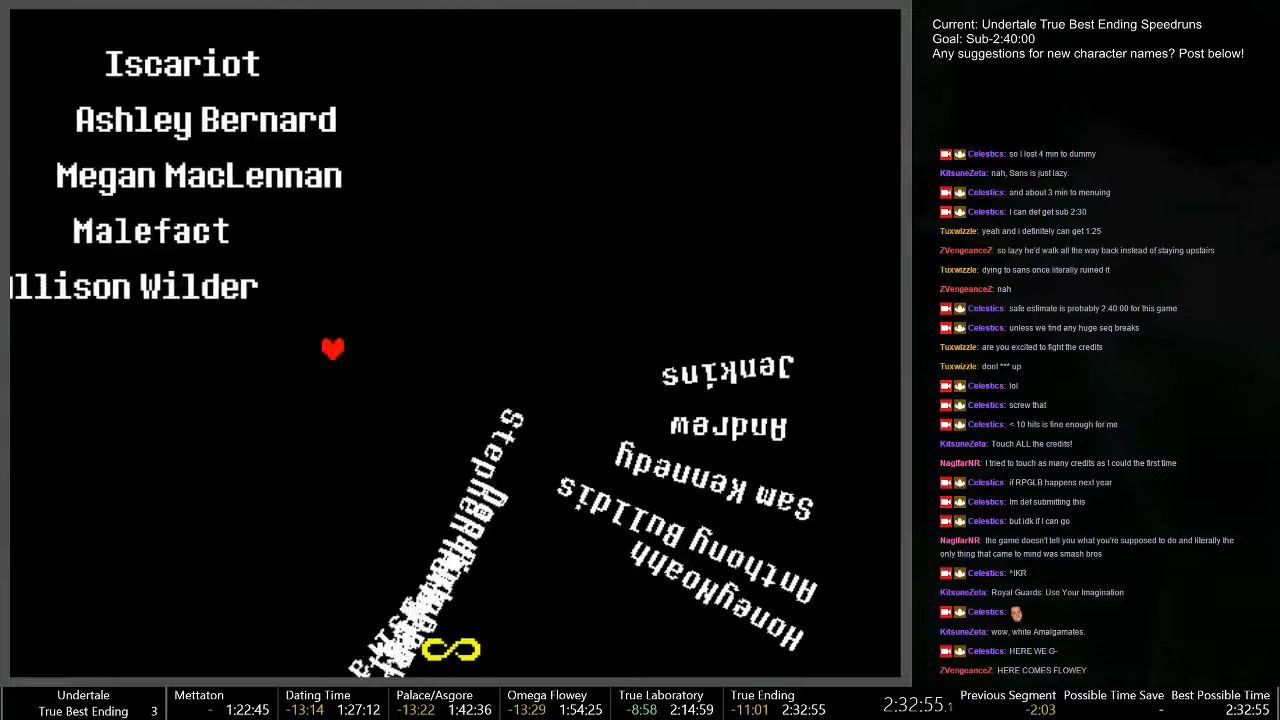 Iscariot
Ashley Bernard
Megan MacLennan
Malefact
llison Wilder
Jenkins
Andrew
Sam Kennedy
Anthony Bulldis
HoneyNoahh
Current: Undertale True Best Ending Speedruns
Goal: Sub-2:40:00
Any suggestions for new character names? Post below!
Celestics: so I lost 4 min to dummy
KitsuneZeta: nah, Sans is just lazy.
Celestics: and about 3 min to menuing
Celestics: I can def get sub 2:30
Tuxwizzle: yeah and i definitely can get 1:25
ZVengeanceZ: so lazy he'd walk all the way back instead of staying upstairs
Tuxwizzle: dying to sans once literally ruined it
ZVengeanceZ: nah
Celestics: safe estimate is probably 2:40:00 for this game
Celestics: unless we find any huge seq breaks
Tuxwizzle: are you excited to fight the credits
Tuxwizzle: dont *** up
Celestics: lol
Celestics: screw that
Celestics: < 10 hits is fine enough for me
KitsuneZeta: Touch ALL the credits!
NaglfarNR: I tried to touch as many credits as I could the first time
Celestics: if RPGLB happens next year
Celestics: Im def submitting this
Celestics: but idk if I can go
NaglfarNR: the game doesn't tell you what you're supposed to do and literally the
only thing that came to mind was smash bros
Celestics: ^IKR
KitsuneZeta: Royal Guards: Use Your Imagination
Celestics:
KitsuneZeta: wow, white Amalgamates.
Celestics: HERE WE G-
ZVengeanceZ: HERE COMES FLOWEY
Undertale
True Best Ending 3
Mettaton
- 1:22:45
Dating Time
-13:14 1:27:12
Palace/Asgore
-13:22 1:42:36
Omega Flowey
-13:29 1:54:25
True Laboratory
-8:58 2:14:59
True Ending
-11:01 2:32:55
2:32:55.1
Previous Segment
-2:03
Possible Time Save
-
Best Possible Time
2:32:55